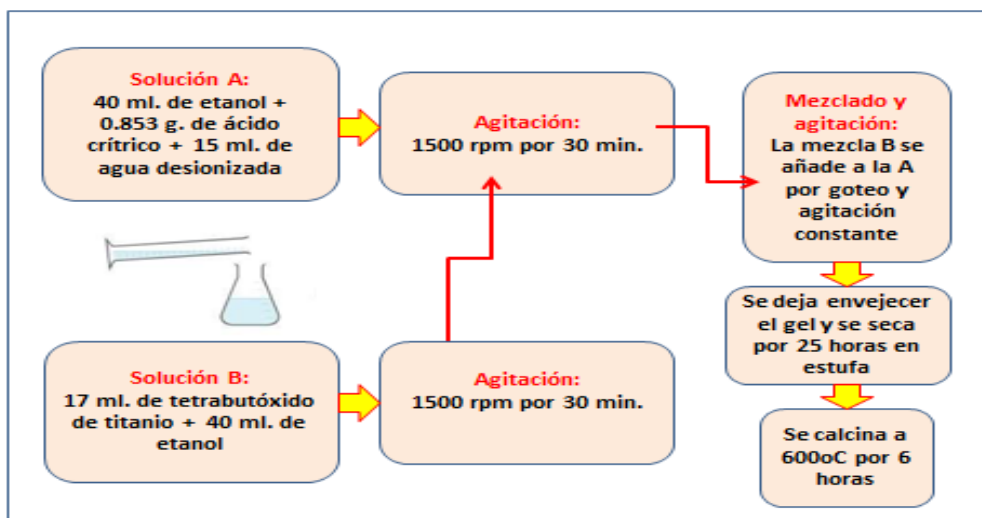 Solución A:
40 ml. de etanol +
0.853 g. de ácido
crítrico + 15 ml. de
agua desionizada
Agitación:
1500 rpm por 30 min.
Mezclado y
agitación:
La mezcla B se
añade a la A
por goteo y
agitación
constante
Se deja envejecer
el gel y se seca
por 25 horas en
estufa
Solución B:
17 ml. de tetrabutóxido
de titanio + 40 ml. de
etanol
Agitación:
1500 rpm por 30 min.
Se calcina a
600oC por 6
horas